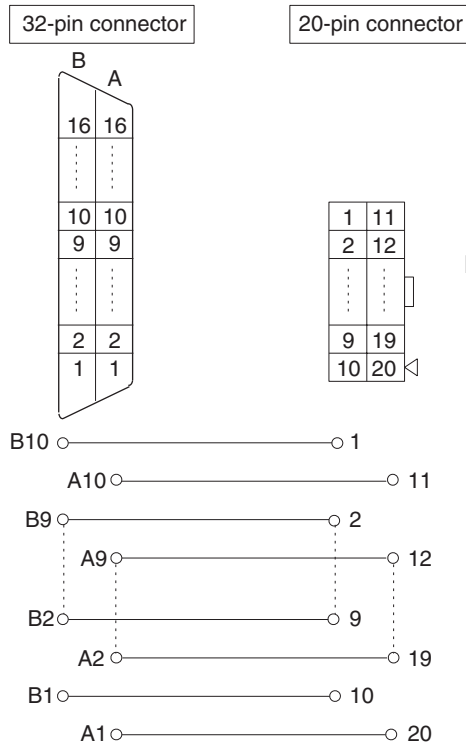 32-pin connector 20-pin connector
B
A
16 16
10 10
9 9
2 2
1 1
1 11
2 12
9 19
10 20
B10 1
A10 11
B9 2
A9 12
B2 9
A2 19
B1 10
A1 20